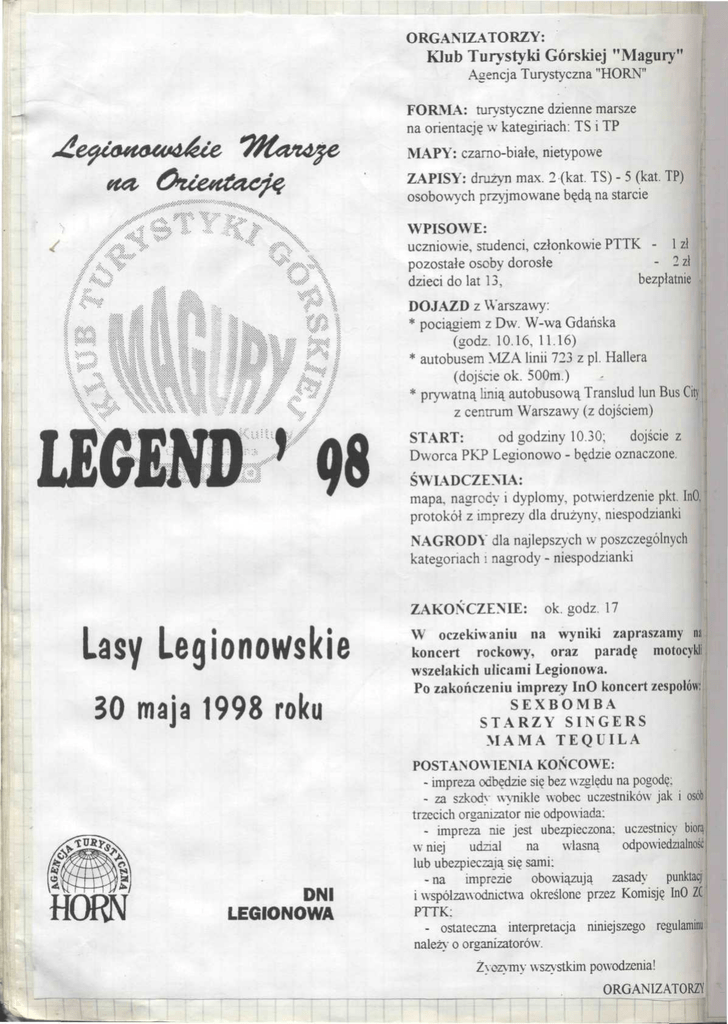 Legionowskie Marsze
na Orientację
KLUB TURYSTYKI GÓRSKIEJ
MAGURY
LEGEND ' 98
Lasy Legionowskie
30 maja 1998 roku
AGENCJA TURYSTYCZNA
HORN
DNI
LEGIONOWA
ORGANIZATORZY:
Klub Turystyki Górskiej "Magury"
Agencja Turystyczna "HORN"
FORMA: turystyczne dzienne marsze
na orientację w kategiriach: TS i TP
MAPY: czarno-białe, nietypowe
ZAPISY: drużyn max. 2 (kat. TS) - 5 (kat. TP)
osobowych przyjmowane będą na starcie
WPISOWE:
uczniowie, studenci, członkowie PTTK - 1 zł
pozostałe osoby dorosłe - 2 zł
dzieci do lat 13, bezpłatnie
DOJAZD z Warszawy:
* pociągiem z Dw. W-wa Gdańska
(godz. 10.16, 11.16)
* autobusem MZA linii 723 z pl. Hallera
(dojście ok. 500m.)
* prywatną linią autobusową Translud lun Bus City
z centrum Warszawy (z dojściem)
START: od godziny 10.30; dojście z
Dworca PKP Legionowo - będzie oznaczone.
ŚWIADCZENIA:
mapa, nagrody i dyplomy, potwierdzenie pkt. InO,
protokół z imprezy dla drużyny, niespodzianki
NAGRODY dla najlepszych w poszczególnych
kategoriach i nagrody - niespodzianki
ZAKOŃCZENIE: ok. godz. 17
W oczekiwaniu na wyniki zapraszamy na
koncert rockowy, oraz paradę motocykli
wszelakich ulicami Legionowa.
Po zakończeniu imprezy InO koncert zespołów:
SEXBOMBA
STARZY SINGERS
MAMA TEQUILA
POSTANOWIENIA KOŃCOWE:
- impreza odbędzie się bez względu na pogodę;
- za szkody wynikłe wobec uczestników jak i osób
trzecich organizator nie odpowiada;
- impreza nie jest ubezpieczona; uczestnicy biorą
w niej udział na własną odpowiedzialność
lub ubezpieczają się sami;
- na imprezie obowiązują zasady punktacji
i współzawodnictwa określone przez Komisję InO ZG
PTTK;
- ostateczna interpretacja niniejszego regulaminu
należy o organizatorów.
Życzymy wszystkim powodzenia!
ORGANIZATORZY